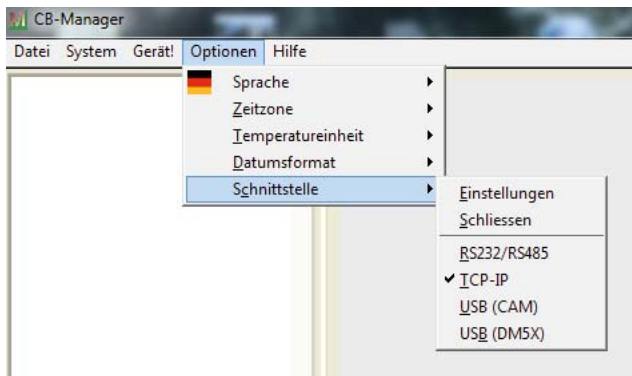 CB-Manager
Datei System Gerät! Optionen Hilfe
Sprache
Zeitzone
Temperatureinheit
Datumsformat
Schnittstelle
Einstellungen
Schliessen
RS232/RS485
TCP-IP
USB (CAM)
USB (DM5X)